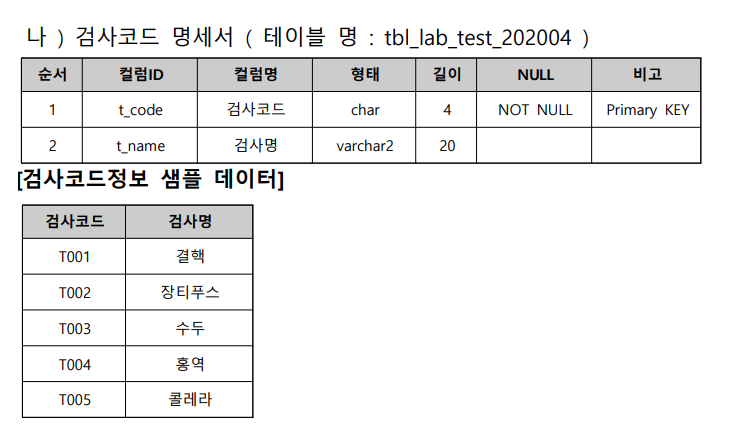 나 ) 검사코드 명세서 ( 테이블 명 : tbl_lab_test_202004 )
순서 컬럼ID 컬럼명 형태 길이 NULL 비고
1 t_code 검사코드 char 4 NOT NULL Primary KEY
2 t_name 검사명 varchar2 20
[검사코드정보 샘플 데이터]
검사코드 검사명
T001 결핵
T002 장티푸스
T003 수두
T004 홍역
T005 콜레라